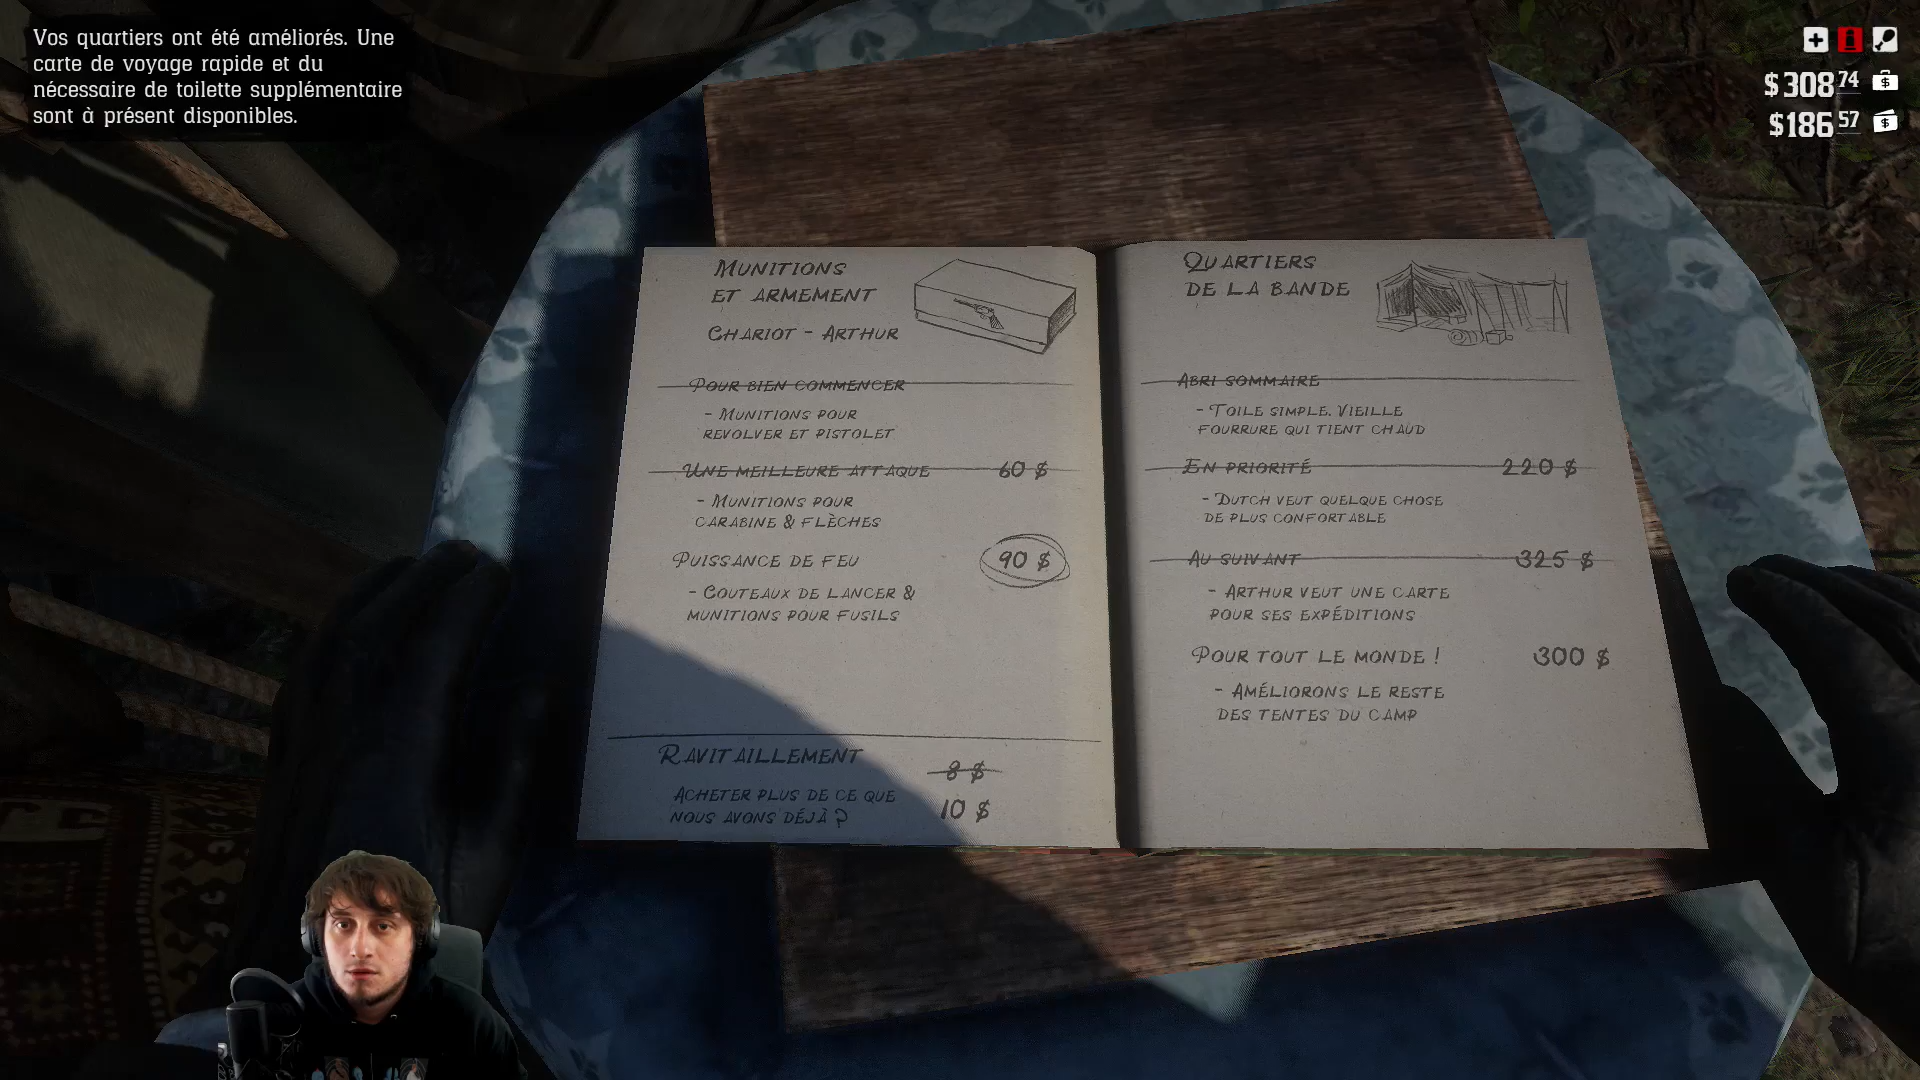 Vos quartiers ont été améliorés. Une
carte de voyage rapide et du
nécessaire de toilette supplémentaire
sont à présent disponibles.
$308 74
$186 57
MUNITIONS
ET ARMEMENT
CHARIOT - ARTHUR
POUR BIEN COMMENCER
- MUNITIONS POUR
REVOLVER ET PISTOLET
UNE MEILLEURE ATTAQUE 60 $
- MUNITIONS POUR
CARABINE & FLÈCHES
PUISSANCE DE FEU 90 $
- COUTEAUX DE LANCER &
MUNITIONS POUR FUSILS
RAVITAILLEMENT 8 $
ACHETER PLUS DE CE QUE
NOUS AVONS DÉJÀ ? 10 $
QUARTIERS
DE LA BANDE
ABRI SOMMAIRE
- TOILE SIMPLE. VIEILLE
FOURRURE QUI TIENT CHAUD
EN PRIORITÉ 220 $
- DUTCH VEUT QUELQUE CHOSE
DE PLUS CONFORTABLE
AU SUIVANT 325 $
- ARTHUR VEUT UNE CARTE
POUR SES EXPÉDITIONS
POUR TOUT LE MONDE ! 300 $
- AMÉLIORONS LE RESTE
DES TENTES DU CAMP